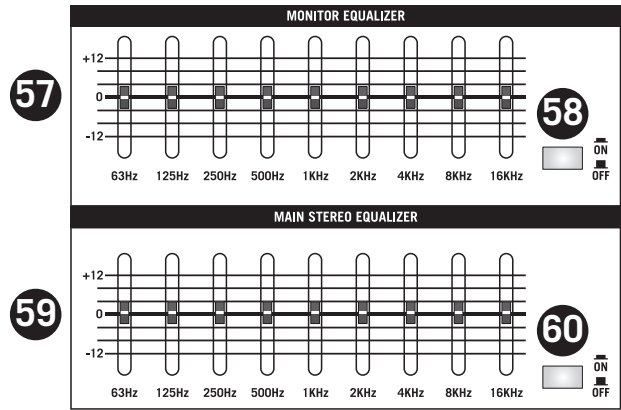 MONITOR EQUALIZER
+12
57
0
58
-12
ON
OFF
63Hz 125Hz 250Hz 500Hz 1KHz 2KHz 4KHz 8KHz 16KHz
MAIN STEREO EQUALIZER
+12
59
0
60
-12
ON
OFF
63Hz 125Hz 250Hz 500Hz 1KHz 2KHz 4KHz 8KHz 16KHz